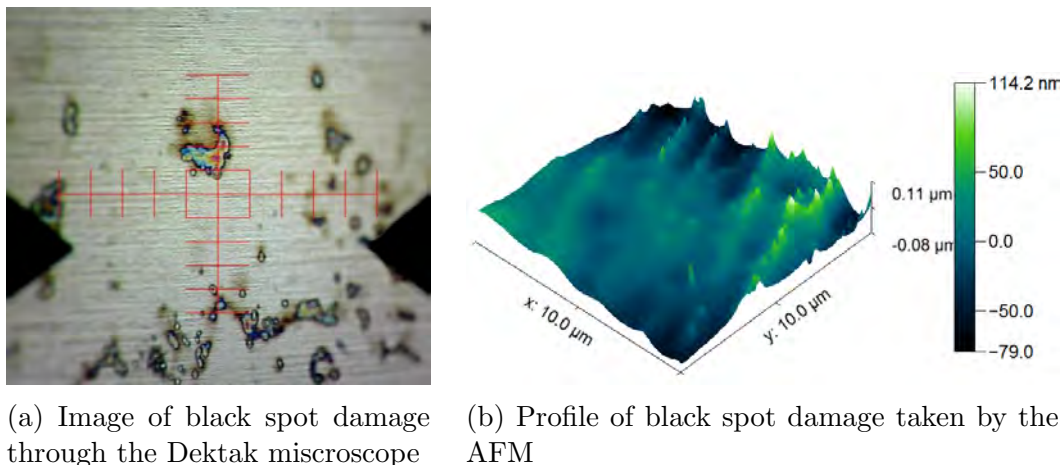 114.2 nm
50.0
0.11 µm
0.0
-0.08 µm
−50.0
−79.0
x: 10.0 µm
y: 10.0 µm
(a) Image of black spot damage
through the Dektak miscroscope
(b) Profile of black spot damage taken by the
AFM